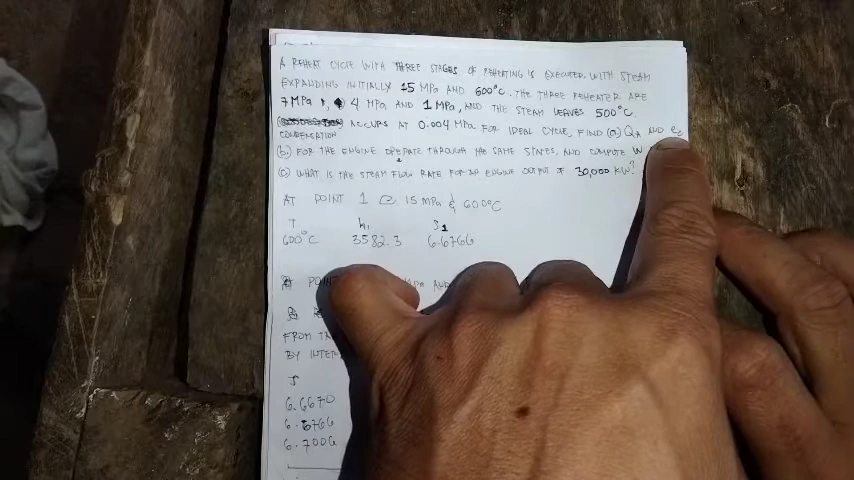 A REHEAT CYCLE WITH THREE STAGES OF REHEATING IS EXECUTED, WITH STEAM
EXPANDING INITIALLY 15 MPa AND 600°C. THE THREE REHEATER ARE
7 MPa, 4 MPa AND 1 MPa, AND THE STEAM LEAVES 500°C.
ACCURS AT 0.004 MPa FOR IDEAL CYCLE, FIND (a) QA AND ec
CONDENSATION
(b.) FOR THE ENGINE OPERATE THROUGH THE SAME STATES, AND COMPUTE W
(c) WHAT IS THE STEAM FLOW RATE FOR AN ENGINE OUTPUT OF 30,000 KW?
AT POINT 1 @ 15 MPa & 600°C
T h1 S1
600°C 3582.3 6.6766
AT
FROM
BY
S
6.6670
6.6766
6.7006